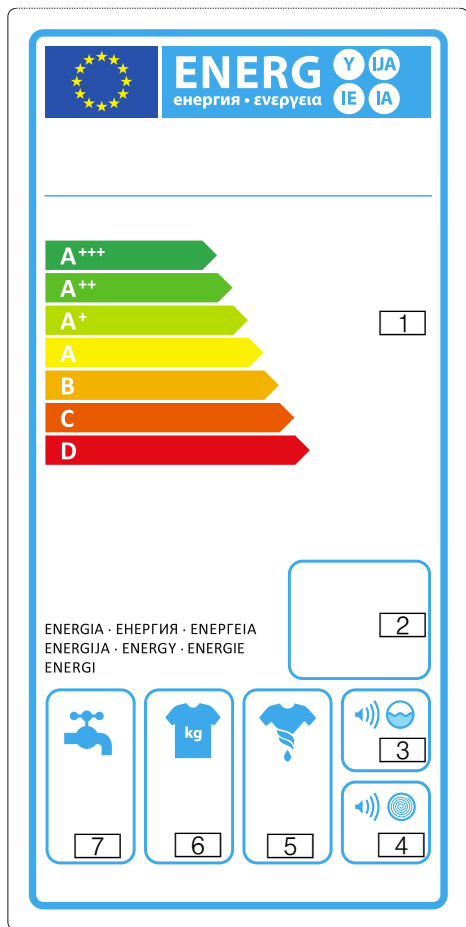 ENERG Y IJA
енергия · ενεργεια IE IA
A+++
A++
A+
1
A
B
C
D
2
ENERGIA · ЕНЕРГИЯ · ΕΝΕΡΓΕΙΑ
ENERGIJA · ENERGY · ENERGIE
ENERGI
kg
3
7 6 5 4